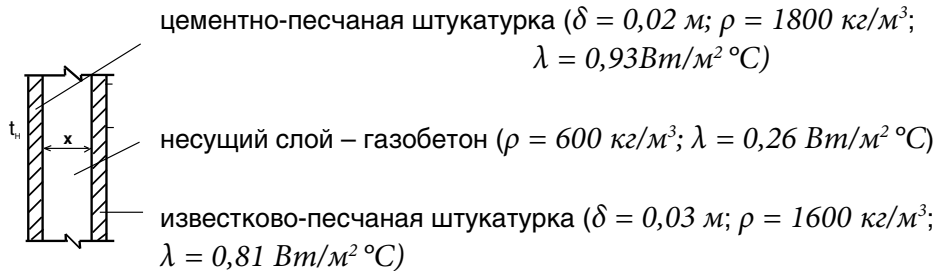 цементно-песчаная штукатурка (δ = 0,02 м; ρ = 1800 кг/м³;
λ = 0,93Вт/м² °С)
tн
x
несущий слой – газобетон (ρ = 600 кг/м³; λ = 0,26 Вт/м² °С)
известково-песчаная штукатурка (δ = 0,03 м; ρ = 1600 кг/м³;
λ = 0,81 Вт/м² °С)